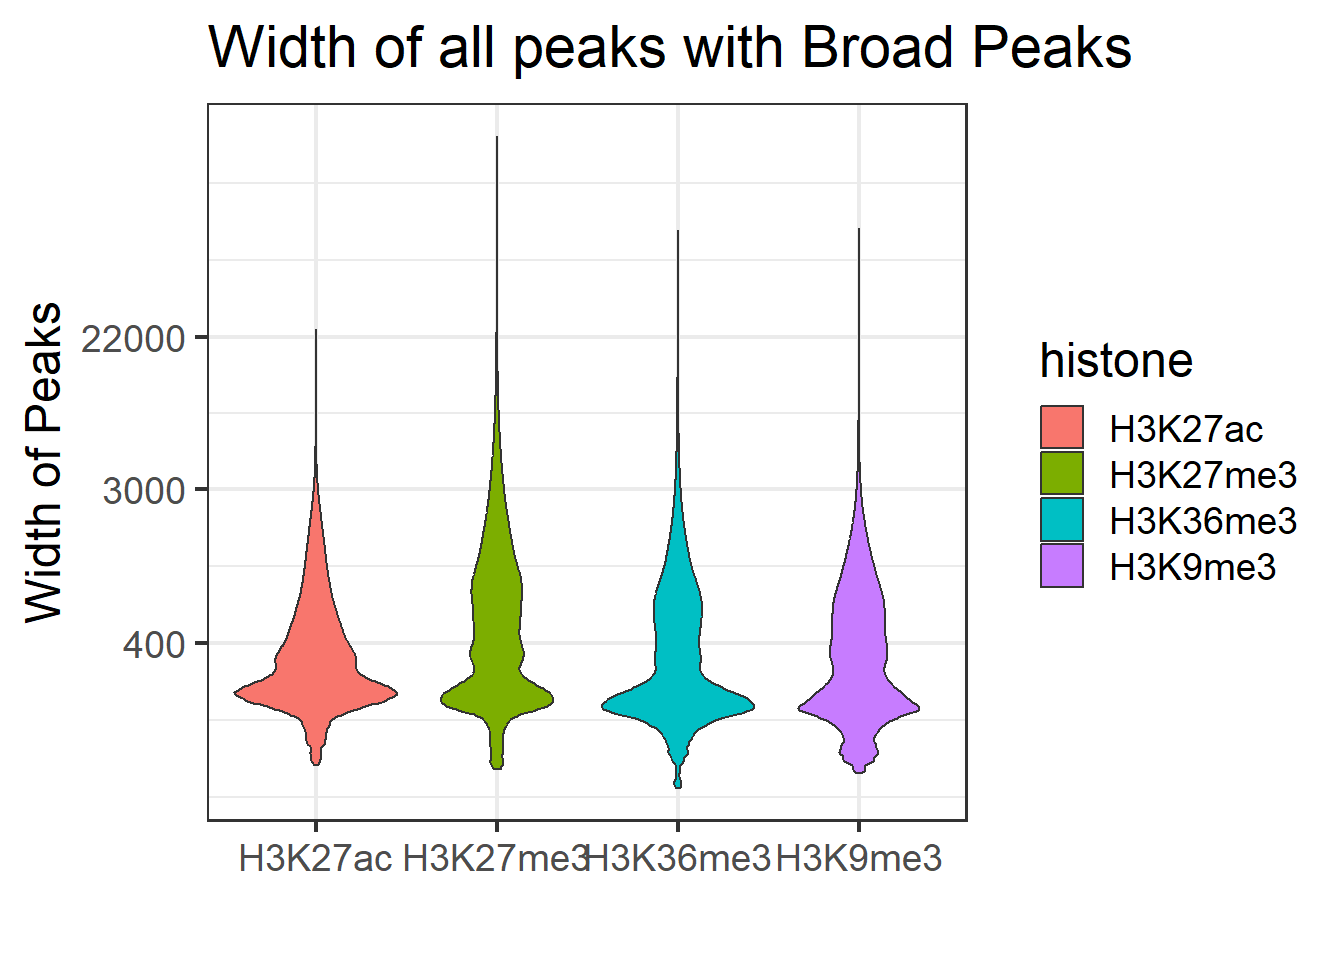 Width of all peaks with Broad Peaks
Width of Peaks
22000
3000
400
H3K27ac H3K27me3 H3K36me3 H3K9me3
histone
H3K27ac
H3K27me3
H3K36me3
H3K9me3